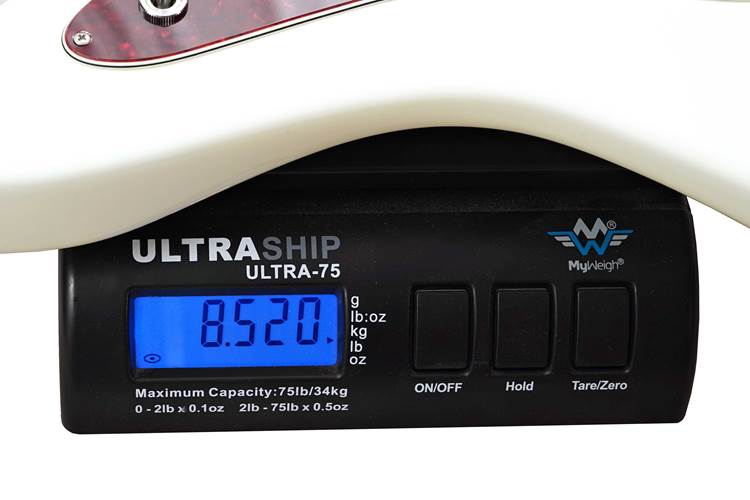 ULTRASHIP
ULTRA-75
MW®
MyWeigh®
8.520
g
lb:oz
kg
lb
oz
ON/OFF
Hold
Tare/Zero
Maximum Capacity:75lb/34kg
0 - 2lb x 0.1oz 2lb - 75lb x 0.5oz